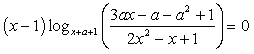 (x−1)log_{x+a+1}((3ax−a−a²+1)/(2x²−x+1)) = 0